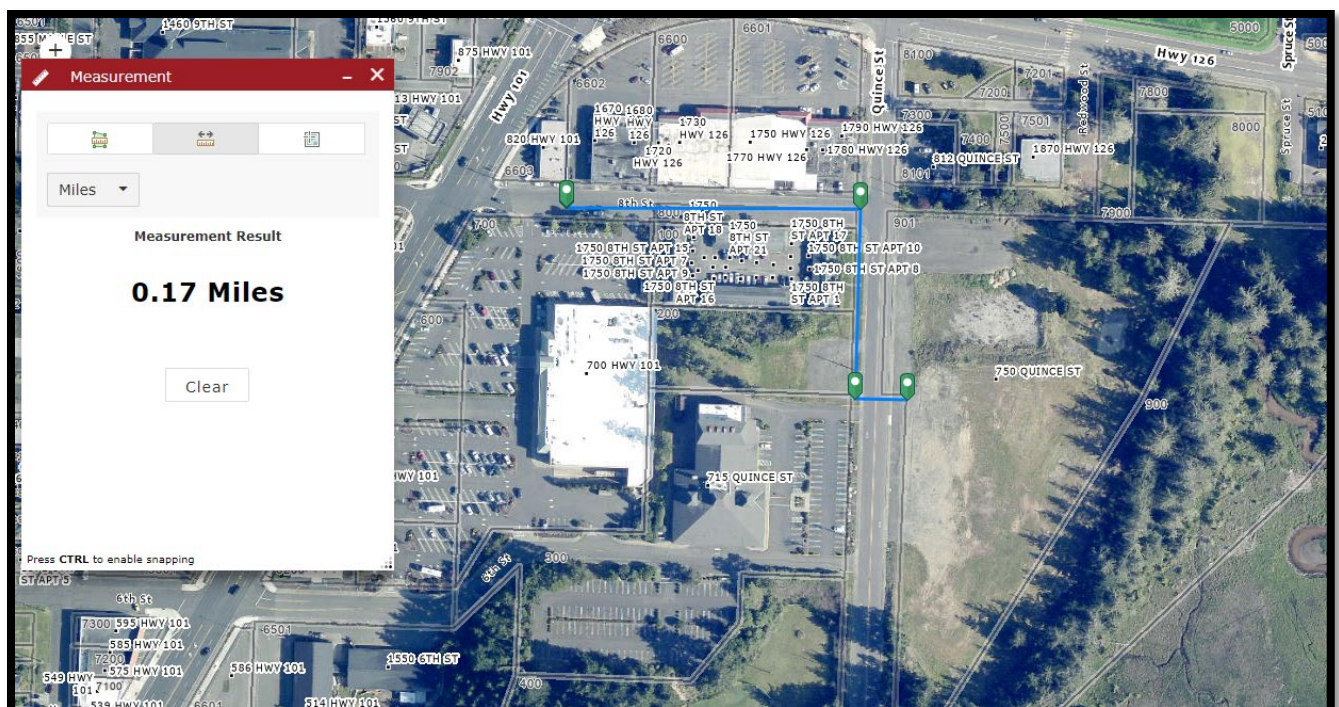 1460 9TH ST
875 HWY 101
7902
Measurement
Miles
Measurement Result
0.17 Miles
Clear
Press CTRL to enable snapping
ST APT 5
Hwy 101
6600
6601
6602
6603
820 HWY 101
1670
HWY
126
1680
HWY
126
1720
HWY 126
1730
HWY 126
1750 HWY 126
1770 HWY 126
1790 HWY 126
1780 HWY 126
Quince St
8100
7300
812 QUINCE ST
8101
7200
7201
7400
7500
7501
Redwood St
1870 HWY 126
Hwy 126
5000
Spruce St
7800
8000
Spruce St
7900
8th St
800
700
901
100
1750
8TH ST
APT 18
1750
8TH ST
APT 21
1750 8TH
ST APT 17
1750 8TH ST APT 15
1750 8TH ST APT 10
1750 8TH ST APT 7
1750 8TH ST APT 9
1750 8TH ST APT 8
1750 8TH ST
APT 16
1750 8TH
ST APT 1
200
600
700 HWY 101
750 QUINCE ST
900
HWY 101
715 QUINCE ST
6th St
300
6th St
7300 595 HWY 101
585 HWY 101
7200
575 HWY 101
549 HWY
101
7100
539 HWY 101
6501
586 HWY 101
6601
1550 6TH ST
514 HWY 101
400